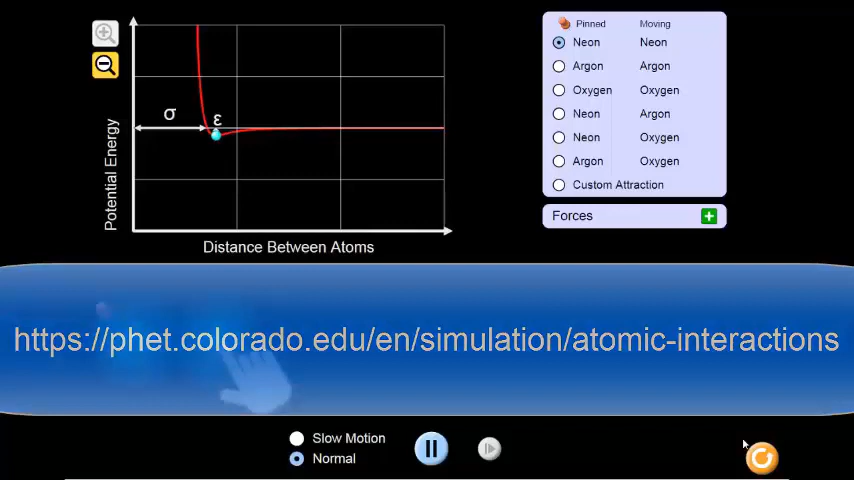 Pinned Moving
Neon Neon
Argon Argon
Oxygen Oxygen
Neon Argon
Neon Oxygen
Argon Oxygen
Custom Attraction
Forces
σ
ε
Potential Energy
Distance Between Atoms
https://phet.colorado.edu/en/simulation/atomic-interactions
Slow Motion
Normal